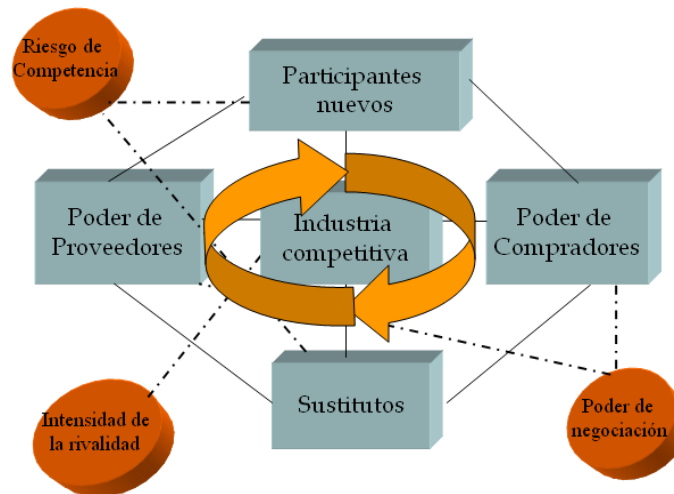 Riesgo de
Competencia
Participantes
nuevos
Poder de
Proveedores
Industria
competitiva
Poder de
Compradores
Sustitutos
Intensidad de
la rivalidad
Poder de
negociación